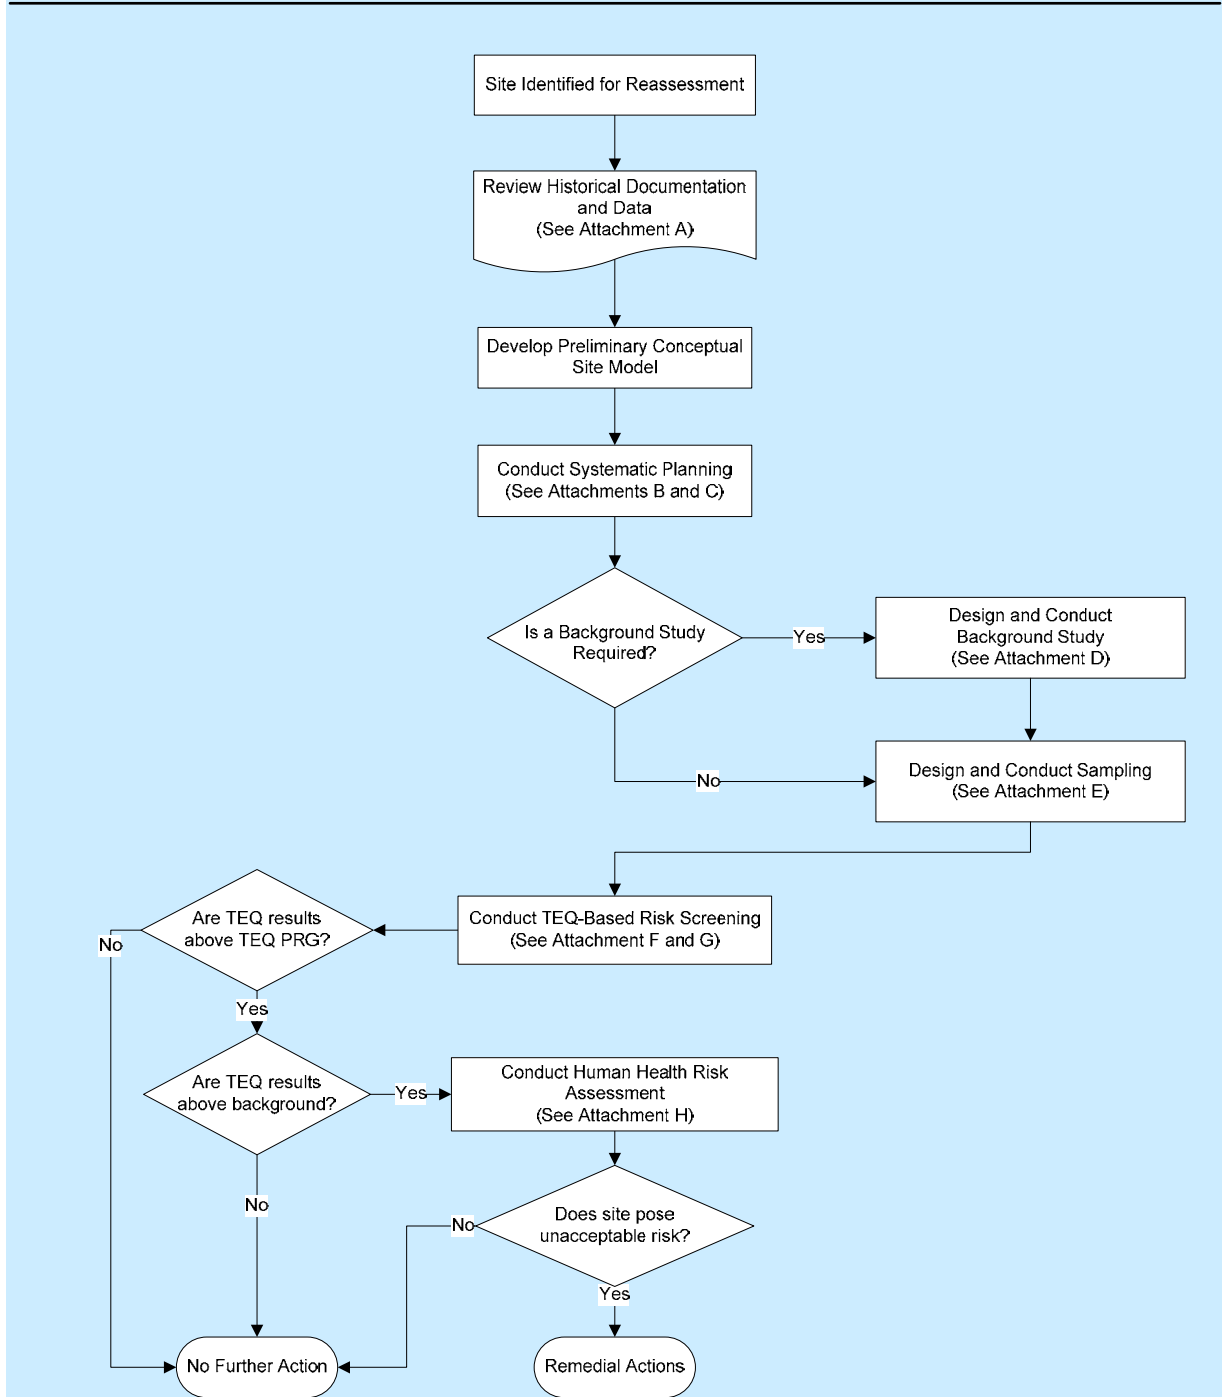 Site Identified for Reassessment
Review Historical Documentation
and Data
(See Attachment A)
Develop Preliminary Conceptual
Site Model
Conduct Systematic Planning
(See Attachments B and C)
Is a Background Study
Required?
Yes
Design and Conduct
Background Study
(See Attachment D)
No
Design and Conduct Sampling
(See Attachment E)
Conduct TEQ-Based Risk Screening
(See Attachment F and G)
Are TEQ results
above TEQ PRG?
No
Yes
Are TEQ results
above background?
Yes
Conduct Human Health Risk
Assessment
(See Attachment H)
No
Does site pose
unacceptable risk?
No
Yes
No Further Action
Remedial Actions